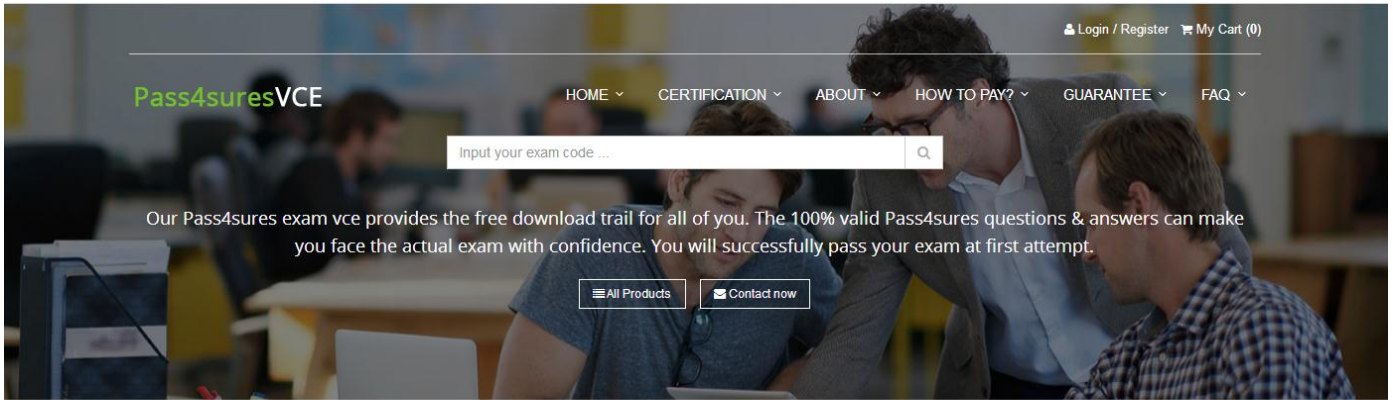 Login / Register My Cart (0)
Pass4suresVCE HOME CERTIFICATION ABOUT HOW TO PAY? GUARANTEE FAQ
Input your exam code ...
Our Pass4sures exam vce provides the free download trail for all of you. The 100% valid Pass4sures questions & answers can make
you face the actual exam with confidence. You will successfully pass your exam at first attempt.
All Products Contact now